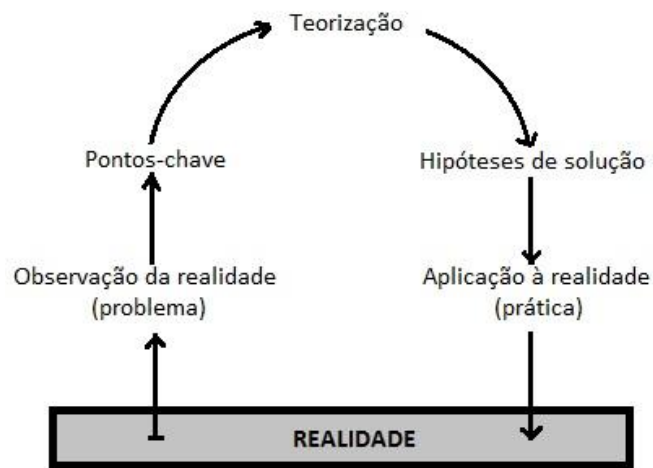 Teorização
Pontos-chave
Hipóteses de solução
Observação da realidade
(problema)
Aplicação à realidade
(prática)
REALIDADE